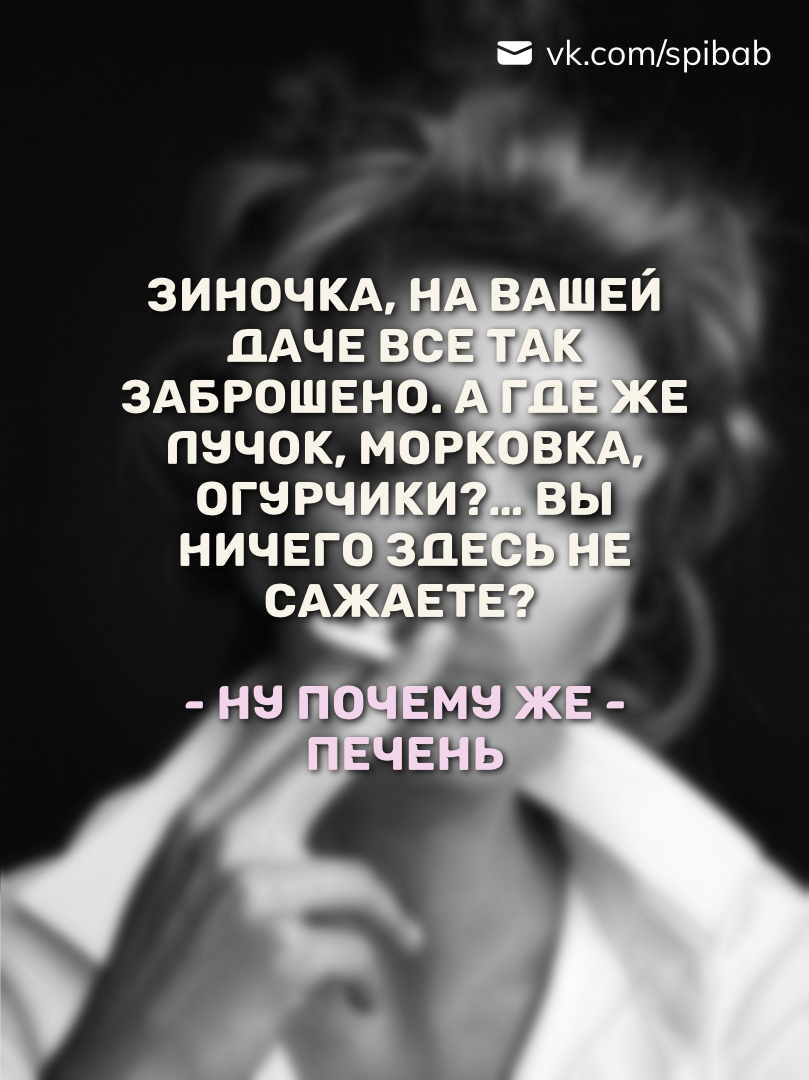 vk.com/spibab
ЗИНОЧКА, НА ВАШЕЙ
ДАЧЕ ВСЕ ТАК
ЗАБРОШЕНО. А ГДЕ ЖЕ
ЛУЧОК, МОРКОВКА,
ОГУРЧИКИ?... ВЫ
НИЧЕГО ЗДЕСЬ НЕ
САЖАЕТЕ?
- НУ ПОЧЕМУ ЖЕ -
ПЕЧЕНЬ